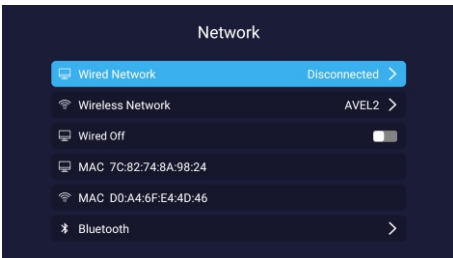 Network
Wired Network Disconnected
Wireless Network AVEL2
Wired Off
MAC 7C:82:74:8A:98:24
MAC D0:A4:6F:E4:4D:46
Bluetooth